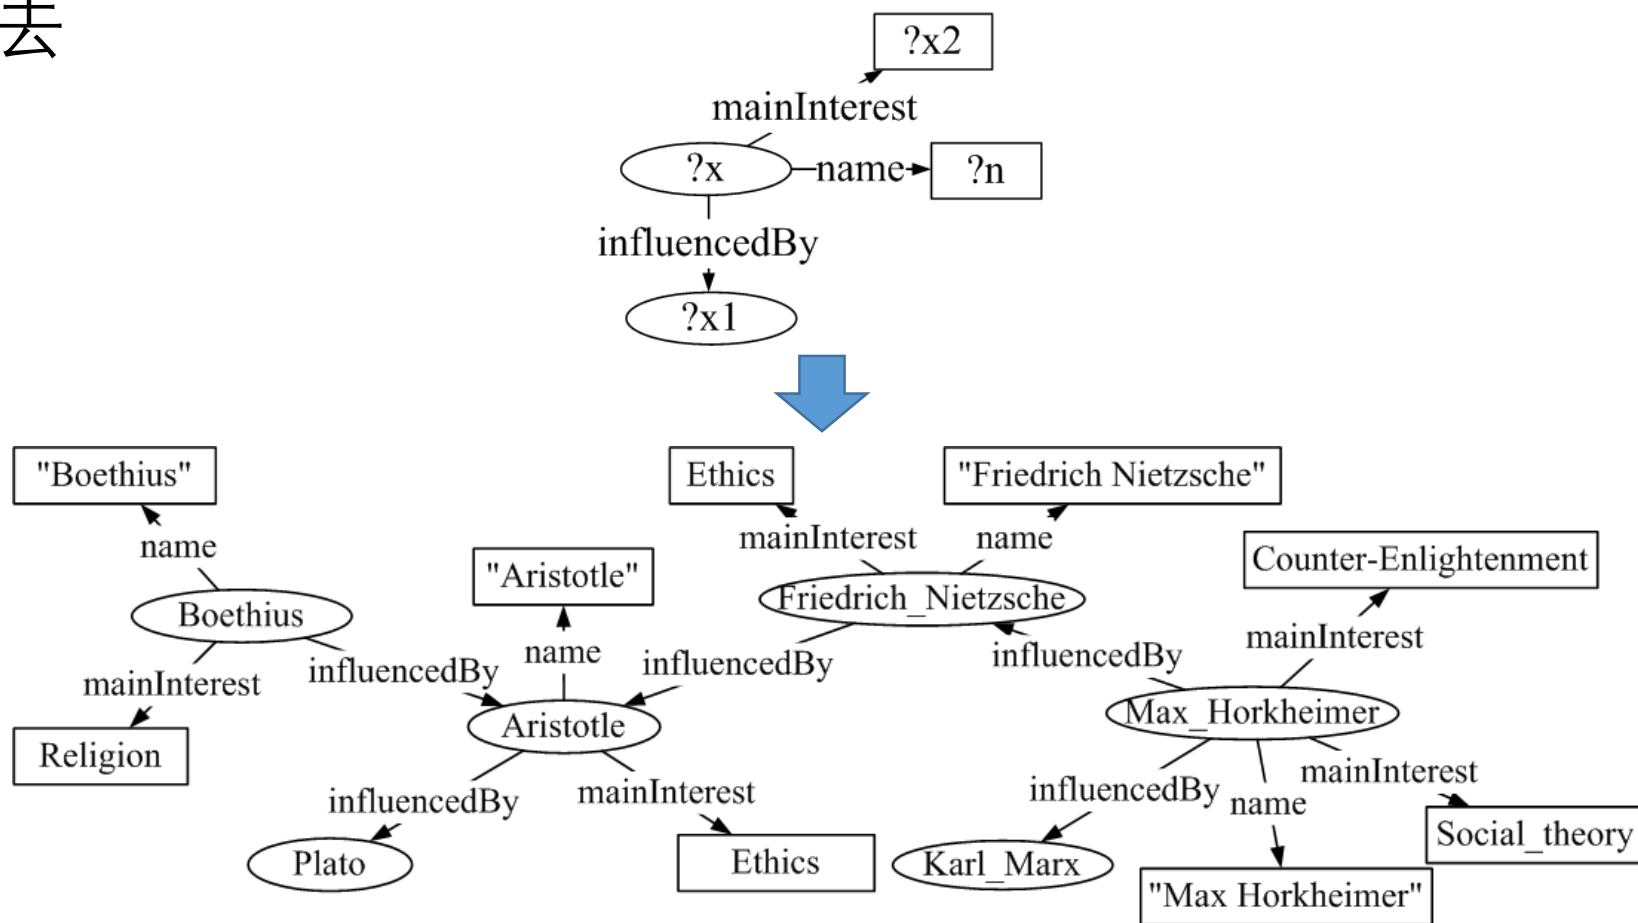 去
?x2
mainInterest
?x
name
?n
influencedBy
?x1
"Boethius"
Ethics
"Friedrich Nietzsche"
name
mainInterest
name
Counter-Enlightenment
"Aristotle"
Boethius
Friedrich_Nietzsche
mainInterest
influencedBy
name
influencedBy
influencedBy
mainInterest
Religion
Aristotle
Max_Horkheimer
influencedBy
mainInterest
influencedBy
name
mainInterest
Plato
Ethics
Karl_Marx
Social_theory
"Max Horkheimer"